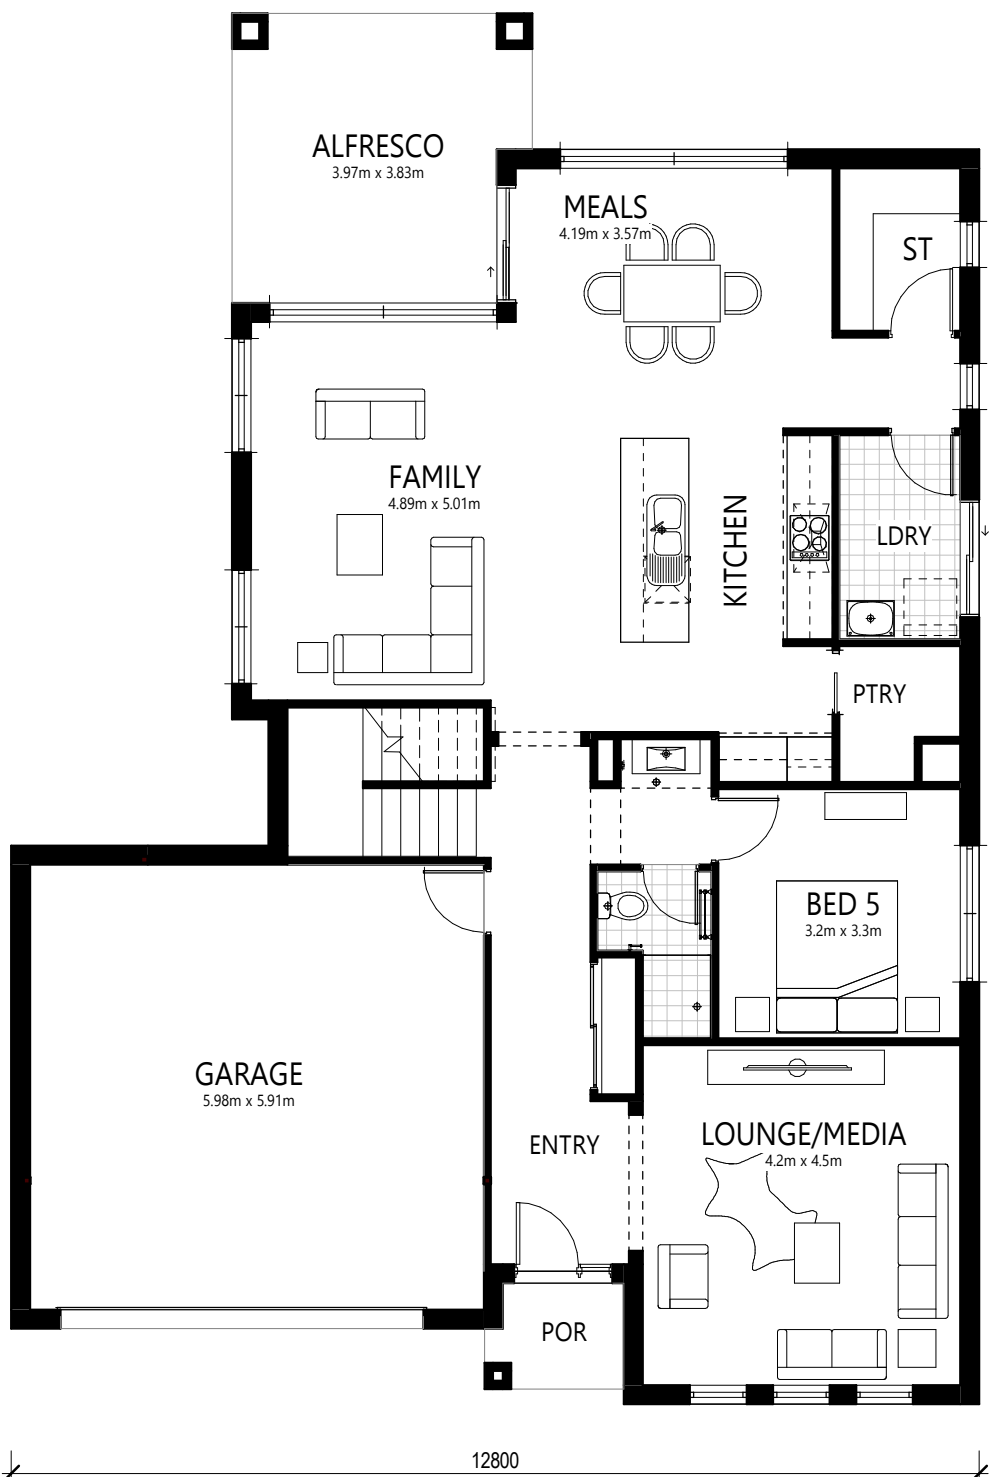 ALFRESCO
3.97m x 3.83m
MEALS
4.19m x 3.57m
ST
FAMILY
4.89m x 5.01m
KITCHEN
LDRY
PTRY
BED 5
3.2m x 3.3m
GARAGE
5.98m x 5.91m
ENTRY
LOUNGE/MEDIA
4.2m x 4.5m
POR
12800